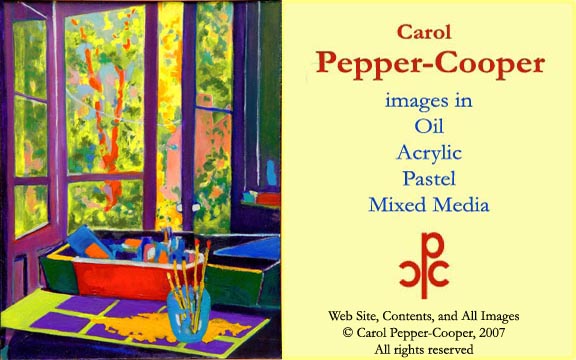 Carol
Pepper-Cooper
images in
Oil
Acrylic
Pastel
Mixed Media
cpc
Web Site, Contents, and All Images
© Carol Pepper-Cooper, 2007
All rights reserved